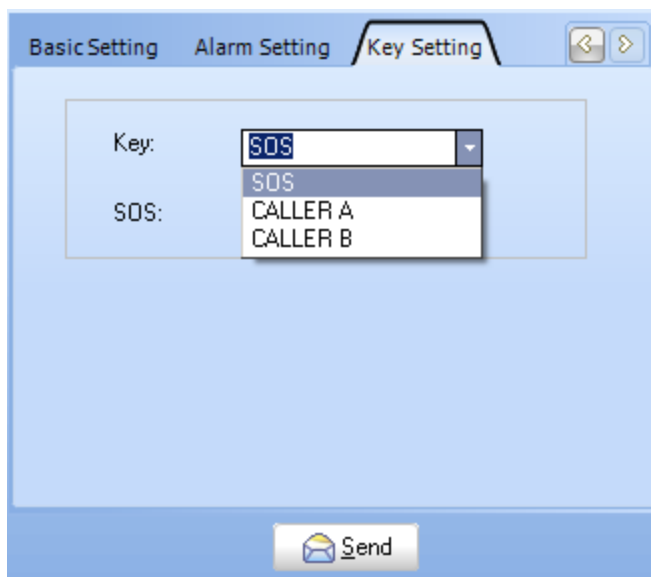 Basic Setting Alarm Setting Key Setting
Key: SOS
SOS
SOS: CALLER A
CALLER B
Send